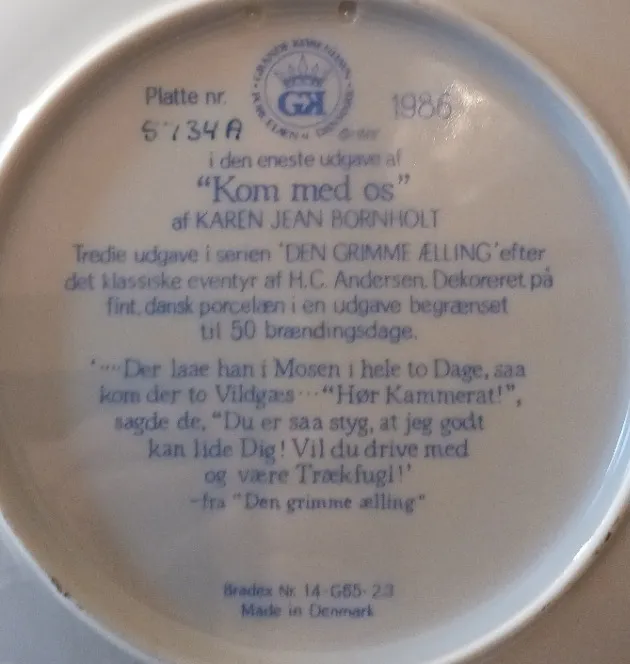 GRANDE KØBENHAVN
Platte nr.
GK
1986
5734A
i den eneste udgave af
“Kom med os”
af KAREN JEAN BORNHOLT
Tredie udgave i serien ‘DEN GRIMME ÆLLING’ efter
det klassiske eventyr af H.C. Andersen. Dekoreret på
fint, dansk porcelæn i en udgave begrænset
til 50 brændingsdage.
‘····Der laae han i Mosen i hele to Dage, saa
kom der to Vildgæs···“Hør Kammerat!”,
sagde de, “Du er saa styg, at jeg godt
kan lide Dig! Vil du drive med
og være Trækfugl!’
-fra “Den grimme ælling”
Bradex Nr. 14-G65-2.3
Made in Denmark